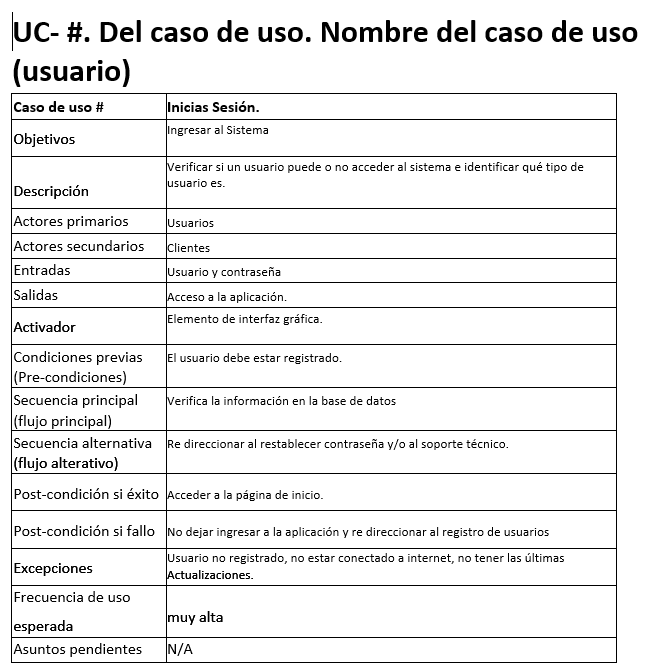 UC- #. Del caso de uso. Nombre del caso de uso
(usuario)
Caso de uso # Inicias Sesión.
Objetivos Ingresar al Sistema
Descripción Verificar si un usuario puede o no acceder al sistema e identificar qué tipo de
usuario es.
Actores primarios Usuarios
Actores secundarios Clientes
Entradas Usuario y contraseña
Salidas Acceso a la aplicación.
Activador Elemento de interfaz gráfica.
Condiciones previas
(Pre-condiciones) El usuario debe estar registrado.
Secuencia principal
(flujo principal) Verifica la información en la base de datos
Secuencia alternativa
(flujo alterativo) Re direccionar al restablecer contraseña y/o al soporte técnico.
Post-condición si éxito Acceder a la página de inicio.
Post-condición si fallo No dejar ingresar a la aplicación y re direccionar al registro de usuarios
Excepciones Usuario no registrado, no estar conectado a internet, no tener las últimas
Actualizaciones.
Frecuencia de uso
esperada muy alta
Asuntos pendientes N/A